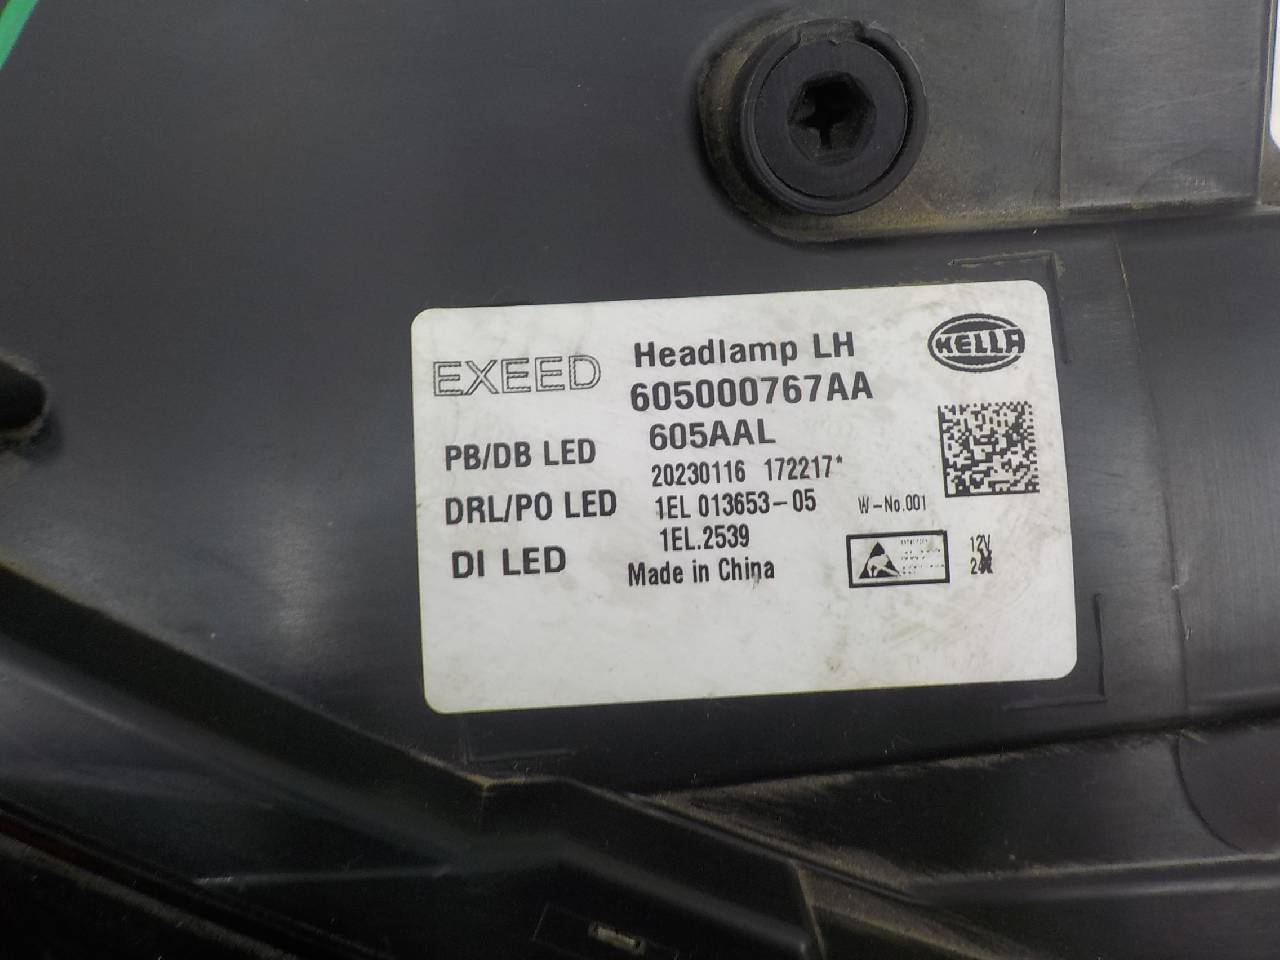 EXEED
Headlamp LH
HELLA
605000767AA
605AAL
PB/DB LED
20230116 172217*
DRL/PO LED
1EL 013653-05
W-No.001
1EL.2539
DI LED
Made in China
12V